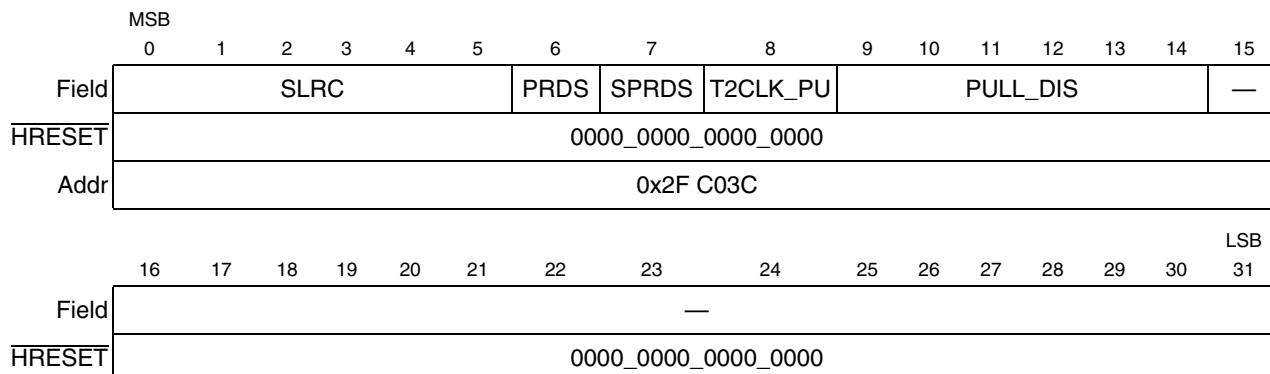 MSB
0 1 2 3 4 5 6 7 8 9 10 11 12 13 14 15
Field SLRC PRDS SPRDS T2CLK_PU PULL_DIS —
HRESET 0000_0000_0000_0000
Addr 0x2F C03C
LSB
16 17 18 19 20 21 22 23 24 25 26 27 28 29 30 31
Field —
HRESET 0000_0000_0000_0000